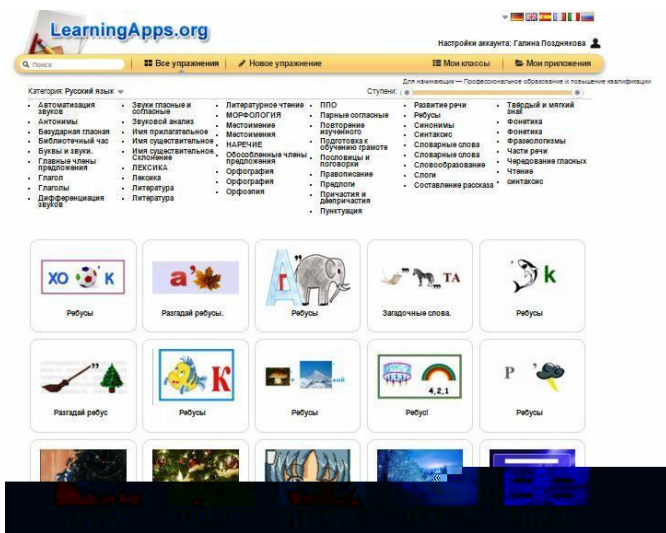 LearningApps.org
Настройки аккаунта: Галина Позднякова
Поиск:
Все упражнения
Новое упражнение
Мои классы
Мои приложения
Для начинающих — Профессиональное образование и повышение квалификации
Категория: Русский язык
Ступени:
Автоматизация звуков
Антонимы
Безударная гласная
Библиотечный час
Буквы и звуки.
Главные члены предложения
Глагол
Глаголы
Дифференциация звуков
Звуки гласные и согласные
Звуковой анализ
Имя прилагательное
Имя существительное
Имя существительное. Склонение
ЛЕКСИКА
Лексика
Литература
Литература
Литературное чтение
МОРФОЛОГИЯ
Местоимение
Местоимения
НАРЕЧИЕ
Обособленные члены предложения
Орфография
Орфография
Орфоэпия
ППО
Парные согласные
Повторение изученного
Подготовка к обучению грамоте
Пословицы и поговорки
Правописание
Предлоги
Причастия и деепричастия
Пунктуация
Развитие речи
Ребусы
Синонимы
Синтаксис
Словарные слова
Словарные слова
Словообразование
Слоги
Составление рассказа
Твёрдый и мягкий знак
Фонетика
Фонетика
Фразеологизмы
Части речи
Чередование гласных
Чтение
синтаксис
ХО К
Ребусы
а’
Разгадай ребусы.
Г”
Ребусы
” ,,, ТА
Загадочные слова.
k
Ребусы
”
Разгадай ребус
К
Ребусы
Ребусы
4,2,1
Ребус!
Р ’
Ребусы